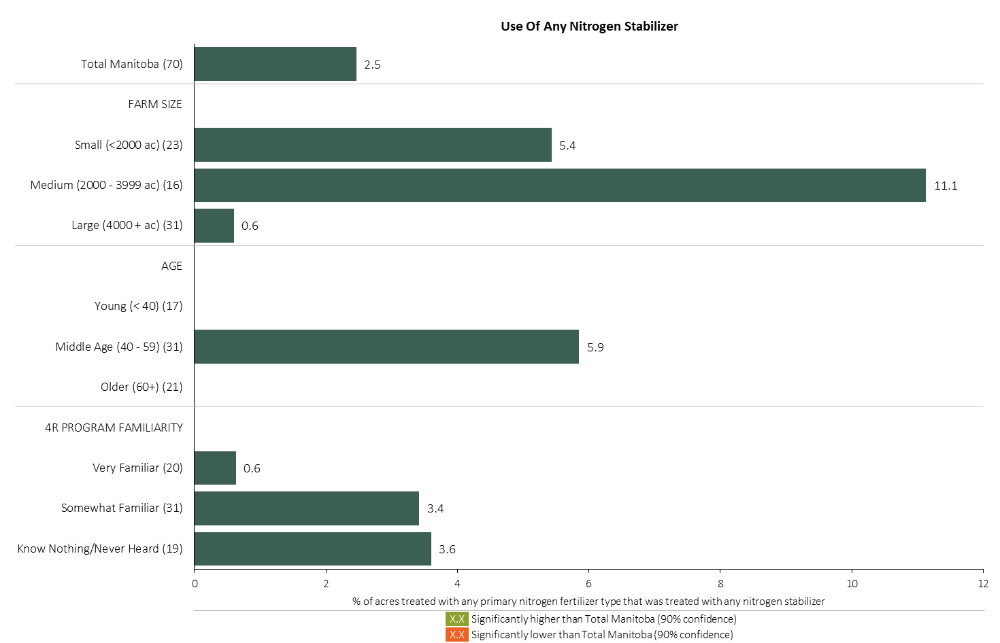 Use Of Any Nitrogen Stabilizer
Total Manitoba (70)
2.5
FARM SIZE
Small (<2000 ac) (23)
5.4
Medium (2000 - 3999 ac) (16)
11.1
Large (4000 + ac) (31)
0.6
AGE
Young (< 40) (17)
Middle Age (40 - 59) (31)
5.9
Older (60+) (21)
4R PROGRAM FAMILIARITY
Very Familiar (20)
0.6
Somewhat Familiar (31)
3.4
Know Nothing/Never Heard (19)
3.6
0 2 4 6 8 10 12
% of acres treated with any primary nitrogen fertilizer type that was treated with any nitrogen stabilizer
X.X Significantly higher than Total Manitoba (90% confidence)
X.X Significantly lower than Total Manitoba (90% confidence)